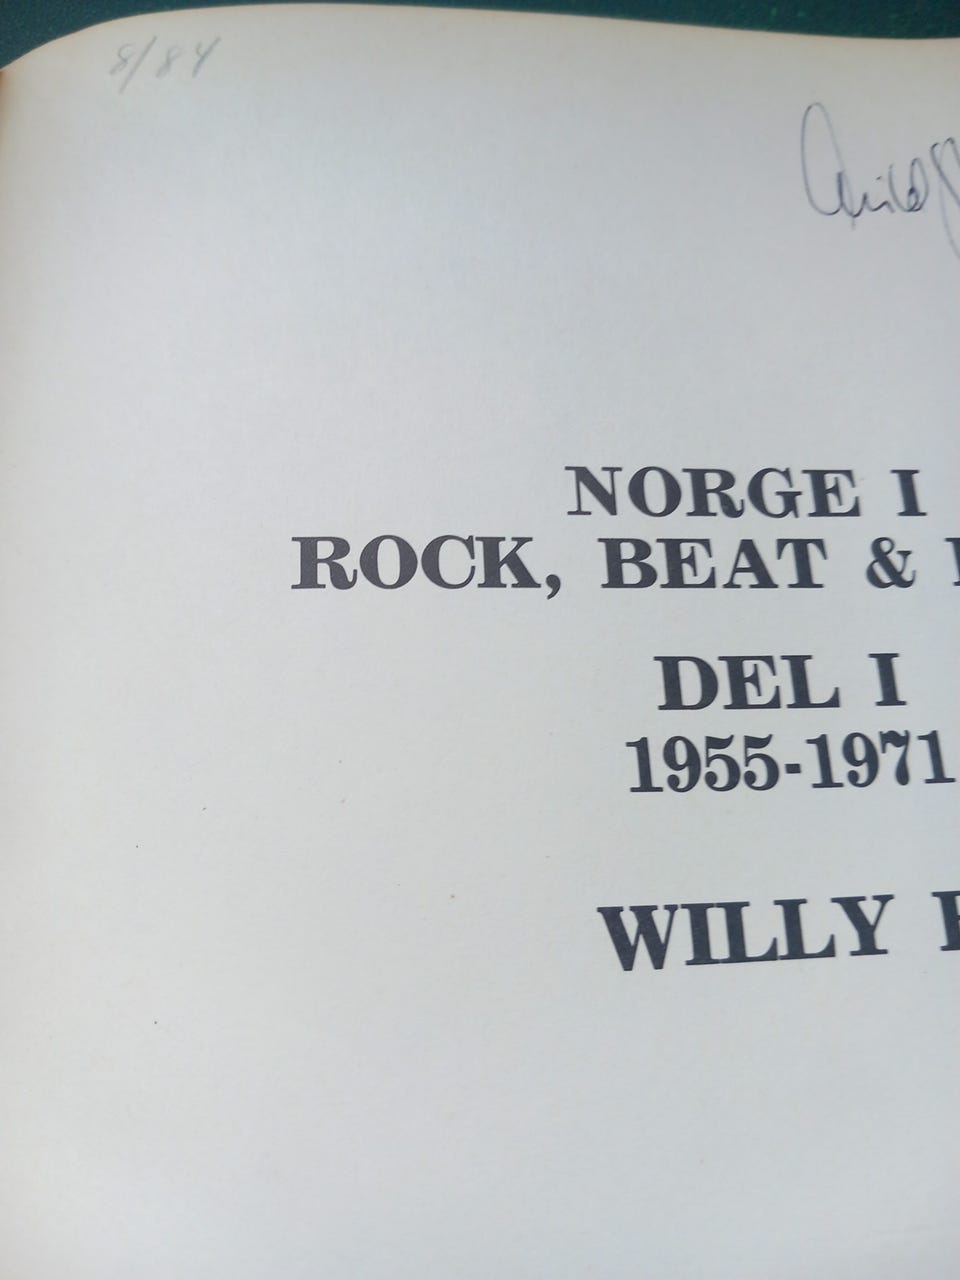 8/84
NORGE I
ROCK, BEAT &
DEL I
1955-1971
WILLY